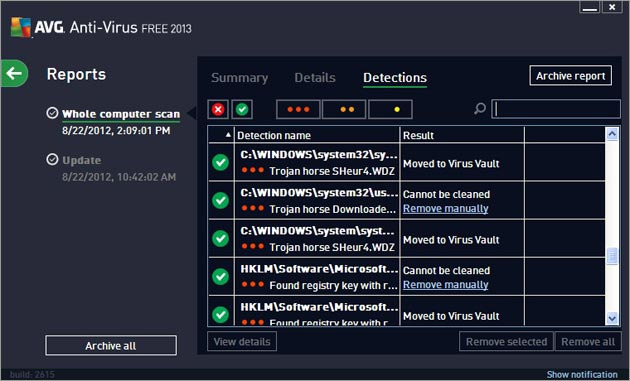 AVG. Anti-Virus FREE 2013
Reports
Summary
Details
Detections
Archive report
Whole computer scan
8/22/2012, 2:09:01 PM
Update
8/22/2012, 10:42:02 AM
Detection name
Result
C:\WINDOWS\system32\sy...
Trojan horse SHeur4.WDZ
Moved to Virus Vault
C:\WINDOWS\system32\us...
Trojan horse Downloade...
Cannot be cleaned
Remove manually
C:\WINDOWS\system\syst...
Trojan horse SHeur4.WDZ
Moved to Virus Vault
HKLM\Software\Microsoft...
Found registry key with r...
Cannot be cleaned
Remove manually
HKLM\Software\Microsoft...
Found registry key with r...
Moved to Virus Vault
Archive all
View details
Remove selected
Remove all
build: 2615
Show notification